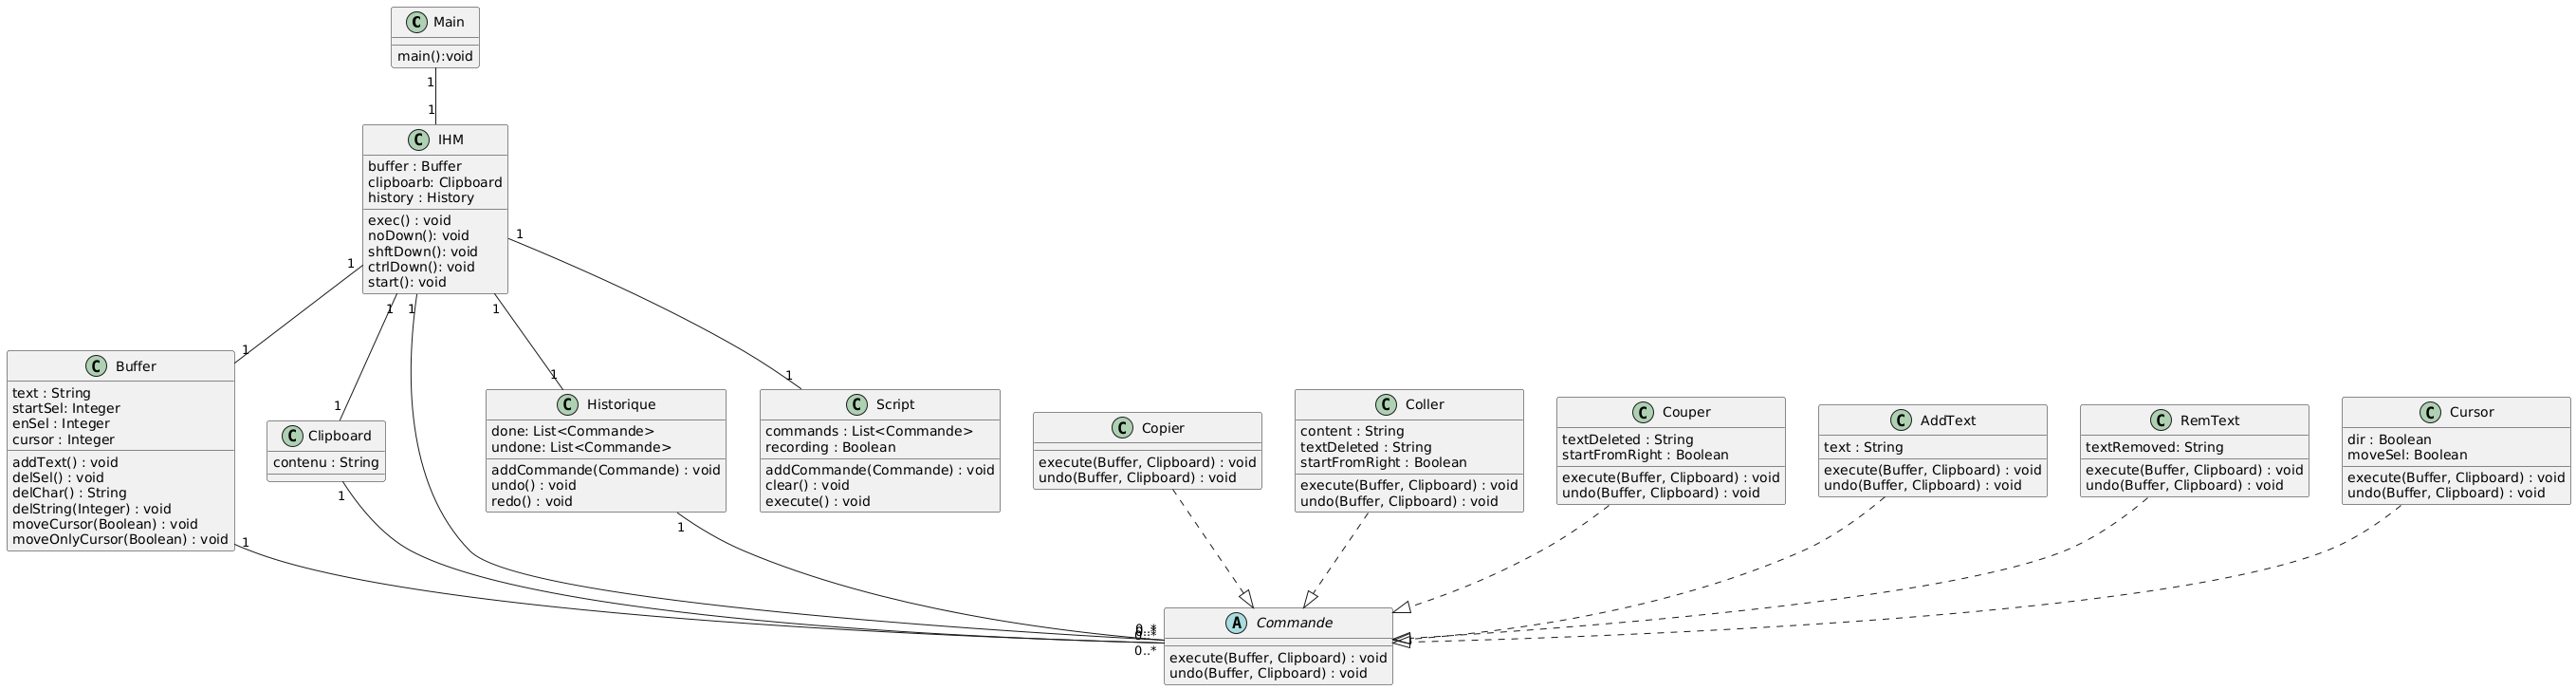 C Main
main():void
1
1
C IHM
buffer : Buffer
clipboarb: Clipboard
history : History
exec() : void
noDown(): void
shftDown(): void
ctrlDown(): void
start(): void
1
1
1
1
1
1
1
1
1
C Buffer
text : String
startSel: Integer
enSel : Integer
cursor : Integer
addText() : void
delSel() : void
delChar() : String
delString(Integer) : void
moveCursor(Boolean) : void
moveOnlyCursor(Boolean) : void
1
C Clipboard
contenu : String
1
C Historique
done: List<Commande>
undone: List<Commande>
addCommande(Commande) : void
undo() : void
redo() : void
1
C Script
commands : List<Commande>
recording : Boolean
addCommande(Commande) : void
clear() : void
execute() : void
C Copier
execute(Buffer, Clipboard) : void
undo(Buffer, Clipboard) : void
C Coller
content : String
textDeleted : String
startFromRight : Boolean
execute(Buffer, Clipboard) : void
undo(Buffer, Clipboard) : void
C Couper
textDeleted : String
startFromRight : Boolean
execute(Buffer, Clipboard) : void
undo(Buffer, Clipboard) : void
C AddText
text : String
execute(Buffer, Clipboard) : void
undo(Buffer, Clipboard) : void
C RemText
textRemoved: String
execute(Buffer, Clipboard) : void
undo(Buffer, Clipboard) : void
C Cursor
dir : Boolean
moveSel: Boolean
execute(Buffer, Clipboard) : void
undo(Buffer, Clipboard) : void
0..*
0..*
A Commande
execute(Buffer, Clipboard) : void
undo(Buffer, Clipboard) : void